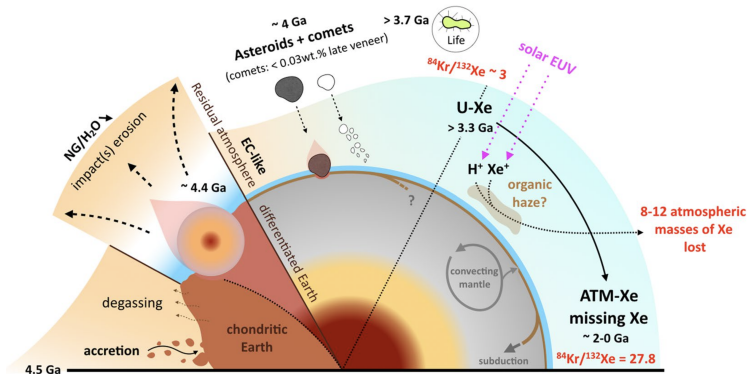 ~ 4 Ga
Asteroids + comets
(comets: < 0.03wt.% late veneer)
> 3.7 Ga
Life
⁸⁴Kr/¹³²Xe ~ 3
solar EUV
U-Xe
> 3.3 Ga
H⁺ Xe⁺
organic
haze?
8-12 atmospheric
masses of Xe
lost
ATM-Xe
missing Xe
~ 2-0 Ga
⁸⁴Kr/¹³²Xe = 27.8
NG/H₂O
impact(s) erosion
Residual atmosphere
EC-like
~ 4.4 Ga
differentiated Earth
?
convecting
mantle
subduction
degassing
chondritic
Earth
accretion
4.5 Ga